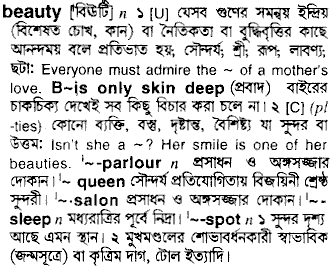 beauty [ˈবিঊটি] n ১ [U] যেসব গুণের সমন্বয় ইন্দ্রিয়
(বিশেষত চোখ, কান) বা নৈতিকতা বা বুদ্ধিবৃত্তির কাছে
আনন্দময় বলে প্রতিভাত হয়; সৌন্দর্য; শ্রী; রূপ; লাবণ্য;
ছটা: Everyone must admire the ~ of a mother's
love. B~is only skin deep (প্রবাদ) বাইরের
চাকচিক্য দেখেই সব কিছু বিচার করা চলে না। ২ [C] (pl
-ties) কোনো ব্যক্তি, বস্তু, দৃষ্টান্ত, বৈশিষ্ট্য যা সুন্দর বা
উত্তম: Isn't she a ~? Her smile is one of her
beauties. ˈ~-parlour n প্রসাধন ও অঙ্গসজ্জার
দোকান। ˈ~ queen সৌন্দর্য প্রতিযোগিতায় বিজয়িনী শ্রেষ্ঠ
সুন্দরী। ˈ~-salon প্রসাধন ও অঙ্গসজ্জার দোকান। ˈ~-
sleep n মধ্যরাত্রির পূর্বে নিদ্রা। ˈ~-spot n ১ সুন্দর দৃশ্য
আছে এমন স্থান। ২ মুখমণ্ডলের শোভাবর্ধনকারী স্বাভাবিক
(জন্মসূত্রে) বা কৃত্রিম দাগ, টোল ইত্যাদি।